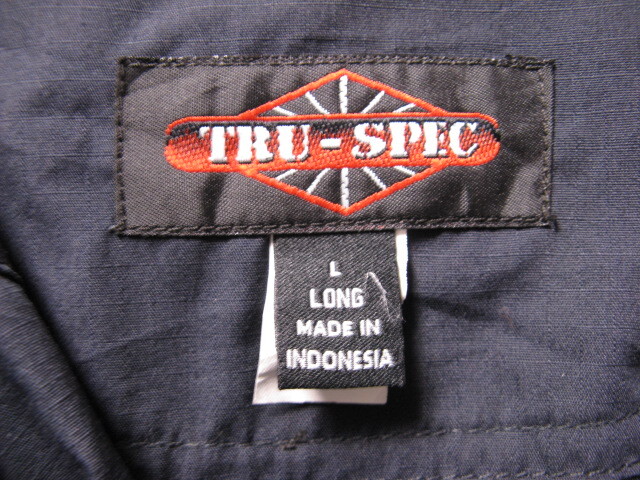 TRU-SPEC
L
LONG
MADE IN
INDONESIA